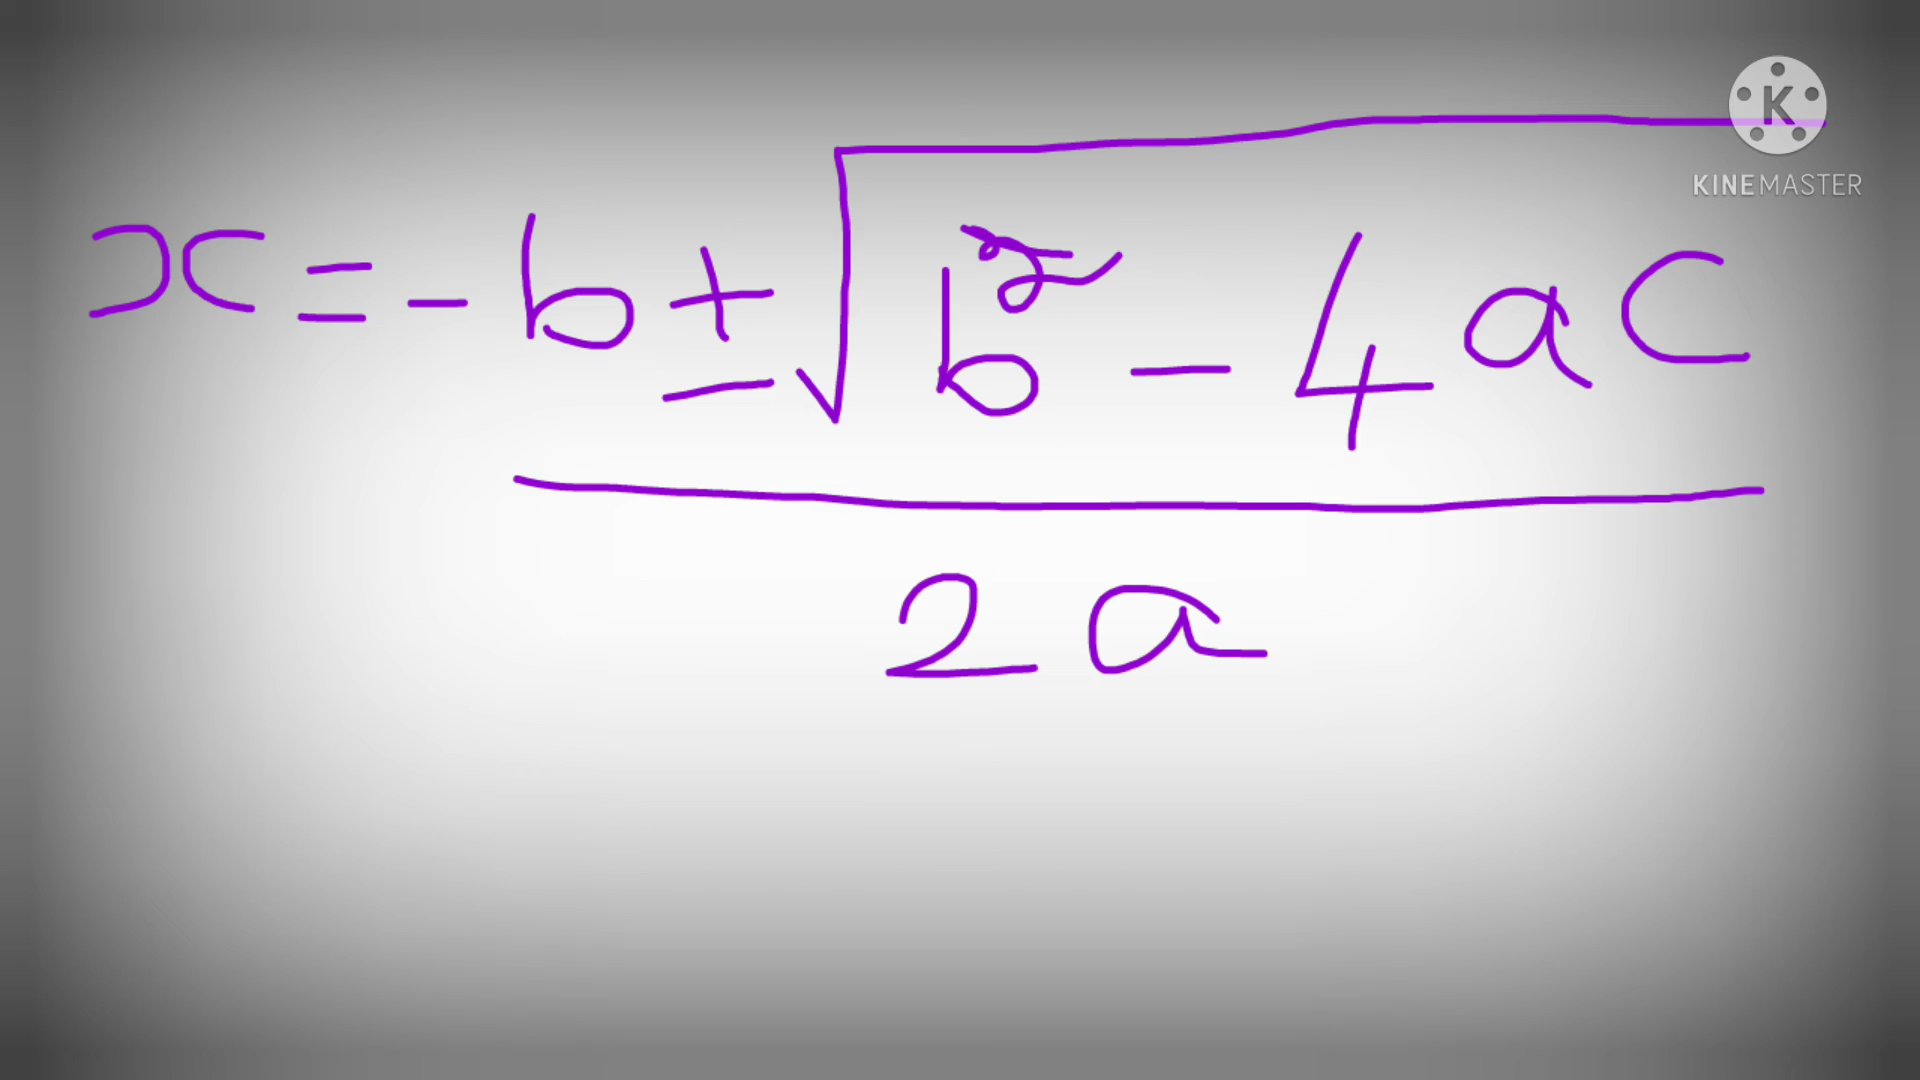 x = -b ± √b² - 4ac
2a
KINEMASTER